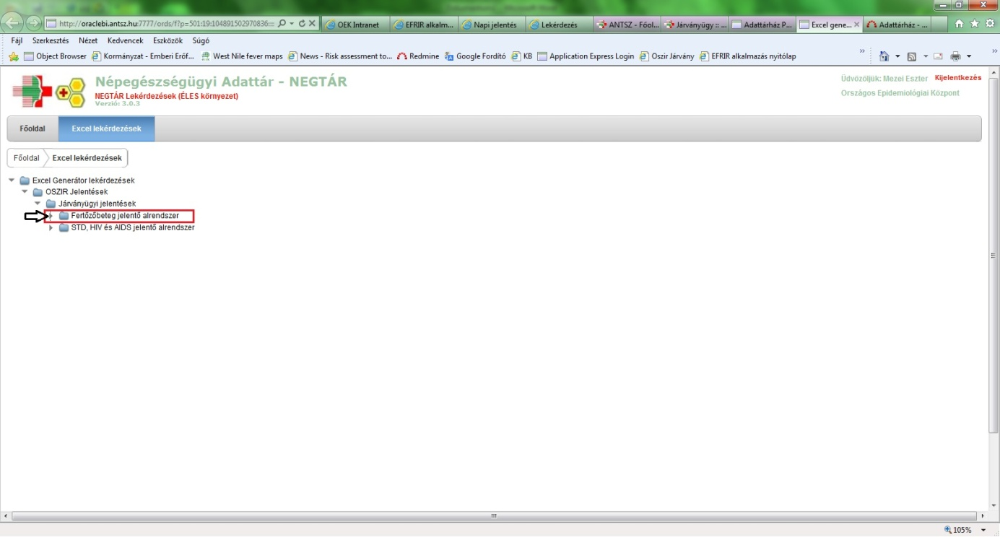 http://oraclebi.antsz.hu:7777/ords/f?p=501:19:104891502970836:::
OEK Intranet
EFRIR alkalm...
Napi jelentés
Lekérdezés
ANTSZ - Főol...
Járványügy :: ...
Adattárház P...
Excel gene...
Adattárház - ...
Fájl Szerkesztés Nézet Kedvencek Eszközök Súgó
Object Browser Kormányzat - Emberi Eróf... West Nile fever maps News - Risk assessment to... Redmine Google Fordító KB Application Express Login Oszir Járvány EFRIR alkalmazás nyitólap
Népegészségügyi Adattár - NEGTÁR
NEGTÁR Lekérdezések (ÉLES környezet)
Verzió: 3.0.3
Üdvözöljük: Mezei Eszter Kijelentkezés
Országos Epidemiológiai Központ
Főoldal Excel lekérdezések
Főoldal Excel lekérdezések
Excel Generátor lekérdezések
OSZIR Jelentések
Járványügyi jelentések
Fertőzőbeteg jelentő alrendszer
STD, HIV és AIDS jelentő alrendszer
105%